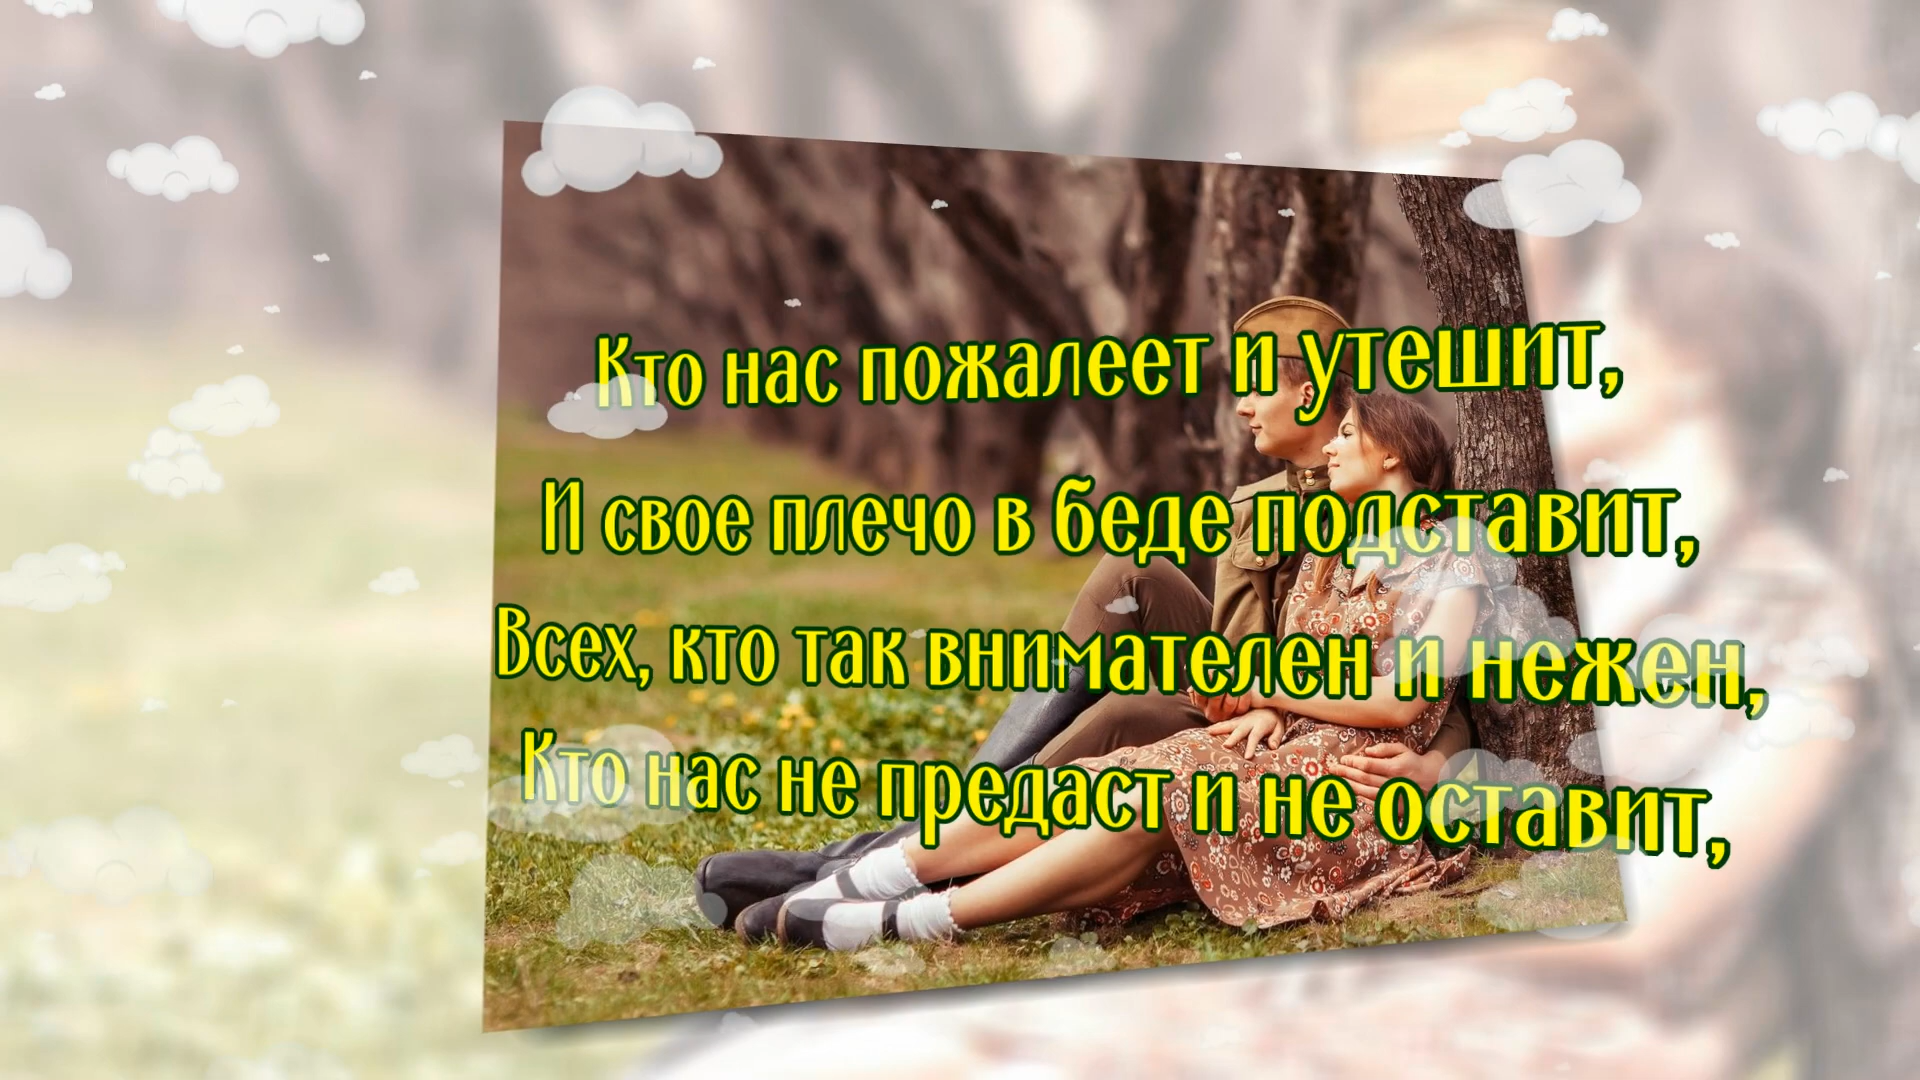 Кто нас пожалеет и утешит,
И свое плечо в беде подставит,
Всех, кто так внимателен и нежен,
Кто нас не предаст и не оставит,